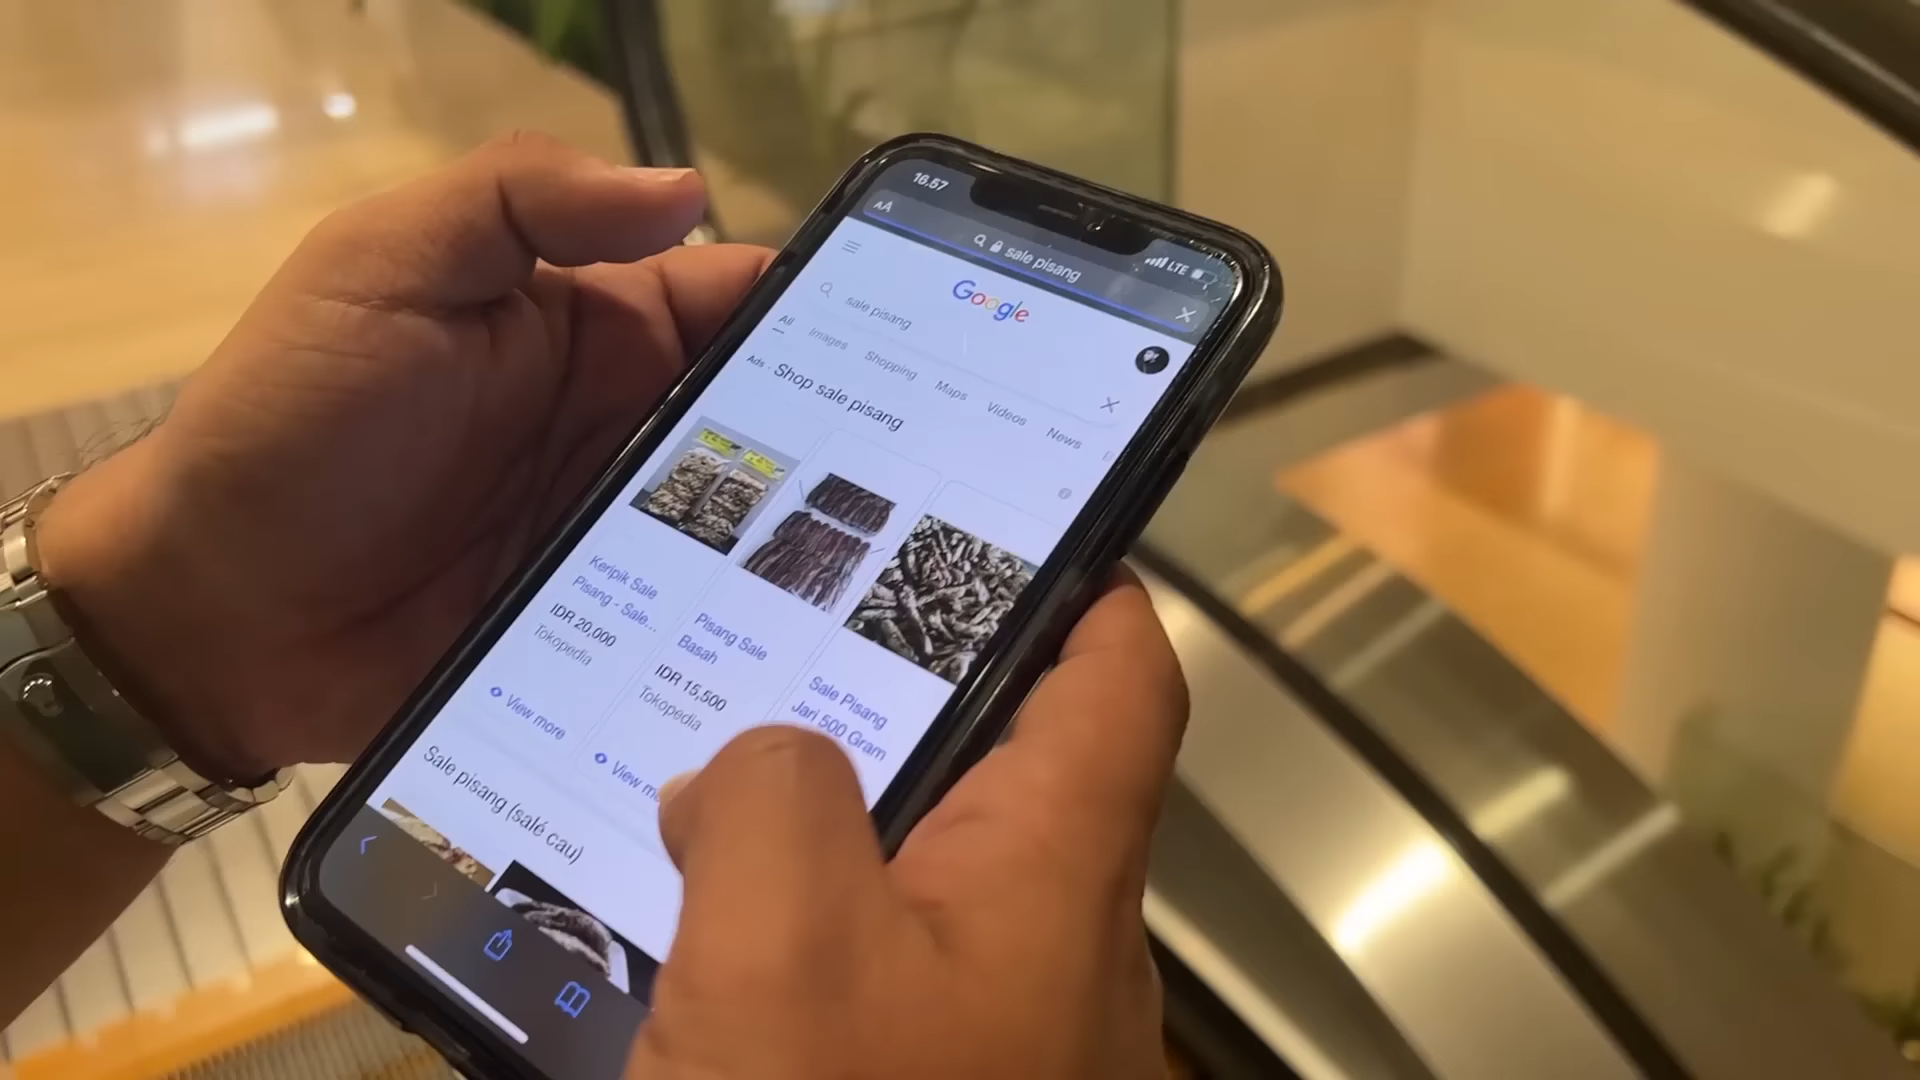 16.57
LTE
AA
sale pisang
Google
sale pisang
All Images Shopping Maps Videos News
Ads · Shop sale pisang
Keripik Sale
Pisang - Sale...
IDR 20,000
Tokopedia
View more
Pisang Sale
Basah
IDR 15,500
Tokopedia
View
Sale Pisang
Jari 500 Gram
Sale pisang (salé cau)